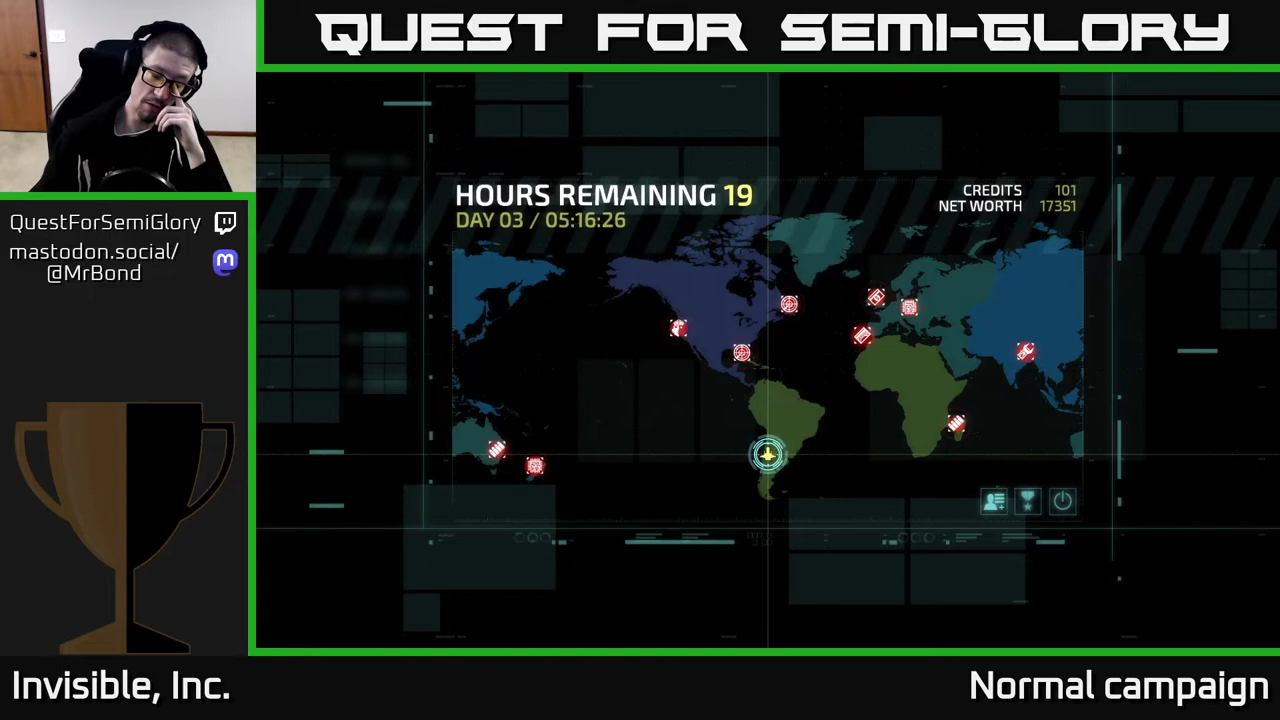 QUEST FOR SEMI-GLORY
QuestForSemiGlory
mastodon.social/
@MrBond
HOURS REMAINING 19
DAY 03 / 05:16:26
CREDITS 101
NET WORTH 17351
Invisible, Inc.
Normal campaign